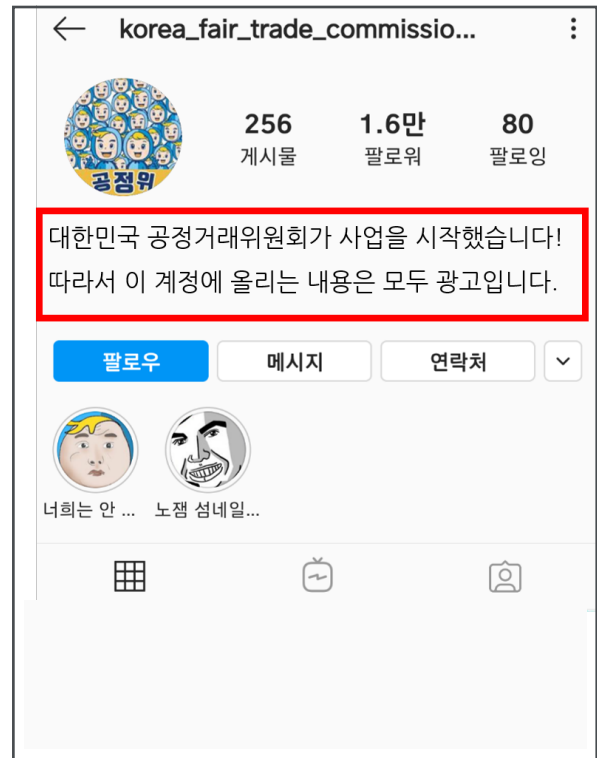 korea_fair_trade_commissio...
256
1.6만
80
게시물
팔로워
팔로잉
공정위
대한민국 공정거래위원회가 사업을 시작했습니다!
따라서 이 계정에 올리는 내용은 모두 광고입니다.
팔로우
메시지
연락처
너희는 안 ...
노잼 섬네일...